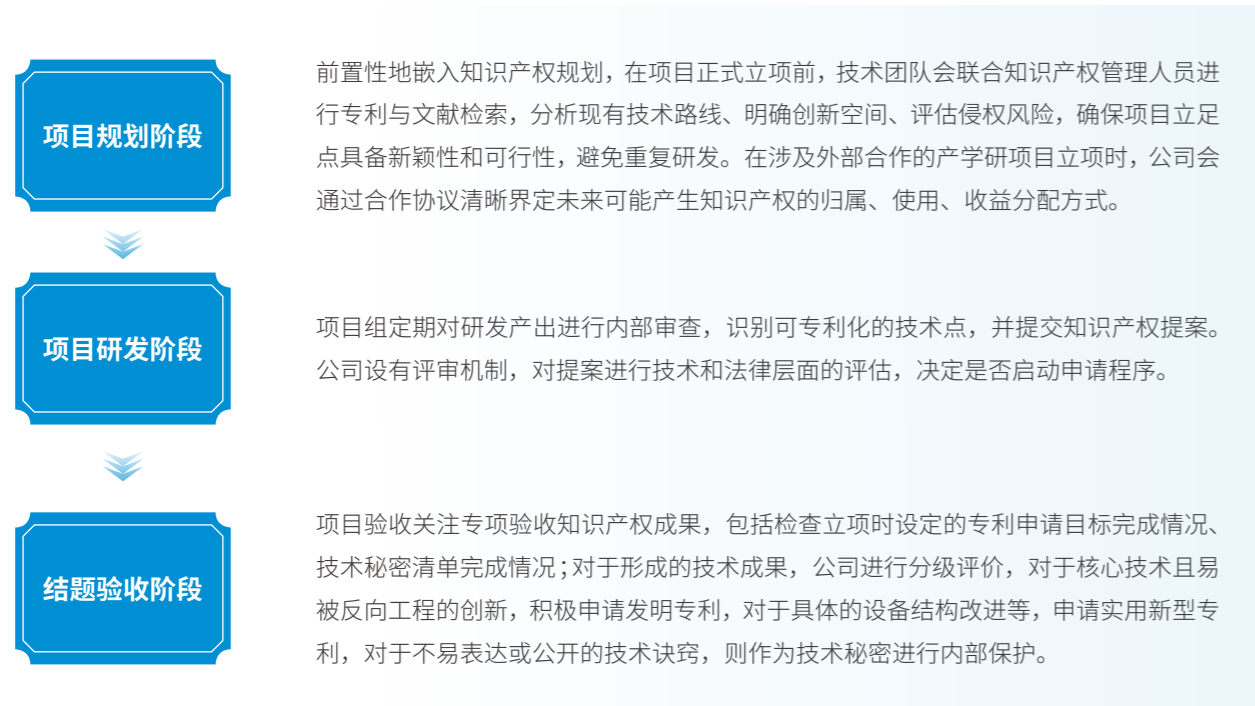 项目规划阶段
前置性地嵌入知识产权规划，在项目正式立项前，技术团队会联合知识产权管理人员进
行专利与文献检索，分析现有技术路线、明确创新空间、评估侵权风险，确保项目立足
点具备新颖性和可行性，避免重复研发。在涉及外部合作的产学研项目立项时，公司会
通过合作协议清晰界定未来可能产生知识产权的归属、使用、收益分配方式。
项目研发阶段
项目组定期对研发产出进行内部审查，识别可专利化的技术点，并提交知识产权提案。
公司设有评审机制，对提案进行技术和法律层面的评估，决定是否启动申请程序。
结题验收阶段
项目验收关注专项验收知识产权成果，包括检查立项时设定的专利申请目标完成情况、
技术秘密清单完成情况；对于形成的技术成果，公司进行分级评价，对于核心技术且易
被反向工程的创新，积极申请发明专利，对于具体的设备结构改进等，申请实用新型专
利，对于不易表达或公开的技术诀窍，则作为技术秘密进行内部保护。